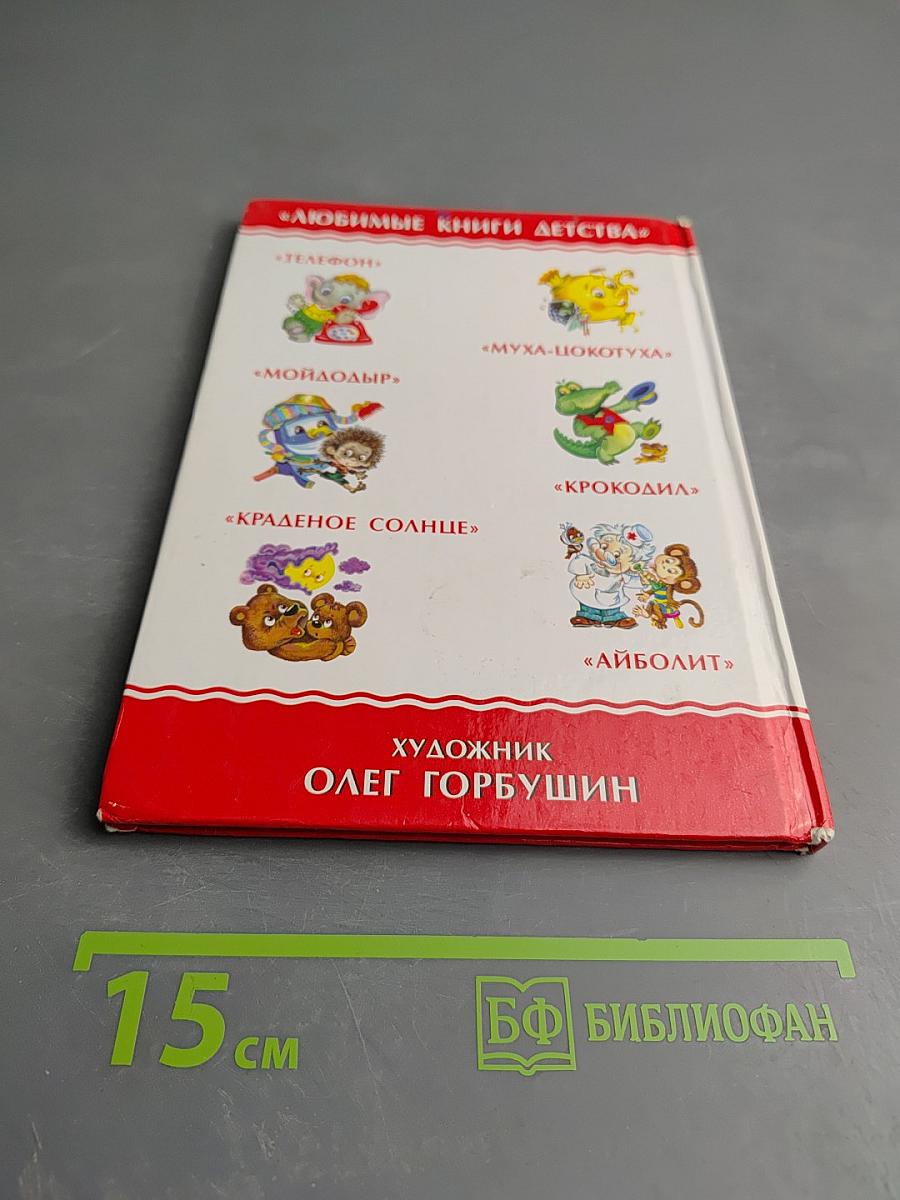 «ЛЮБИМЫЕ КНИГИ ДЕТСТВА»
«ТЕЛЕФОН»
«МУХА-ЦОКОТУХА»
«МОЙДОДЫР»
«КРОКОДИЛ»
«КРАДЕНОЕ СОЛНЦЕ»
«АЙБОЛИТ»
ХУДОЖНИК
ОЛЕГ ГОРБУШИН
15 см
БФ БИБЛИОФАН